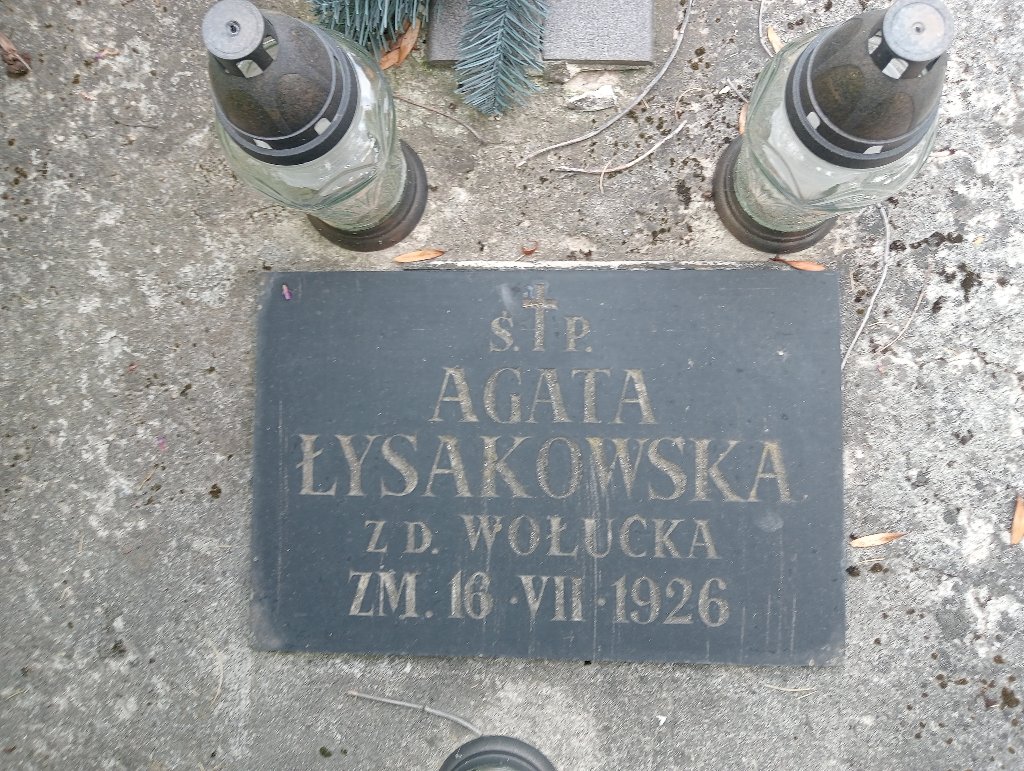 Ś. P.
AGATA
ŁYSAKOWSKA
Z D. WOŁUCKA
ZM. 16 · VII · 1926